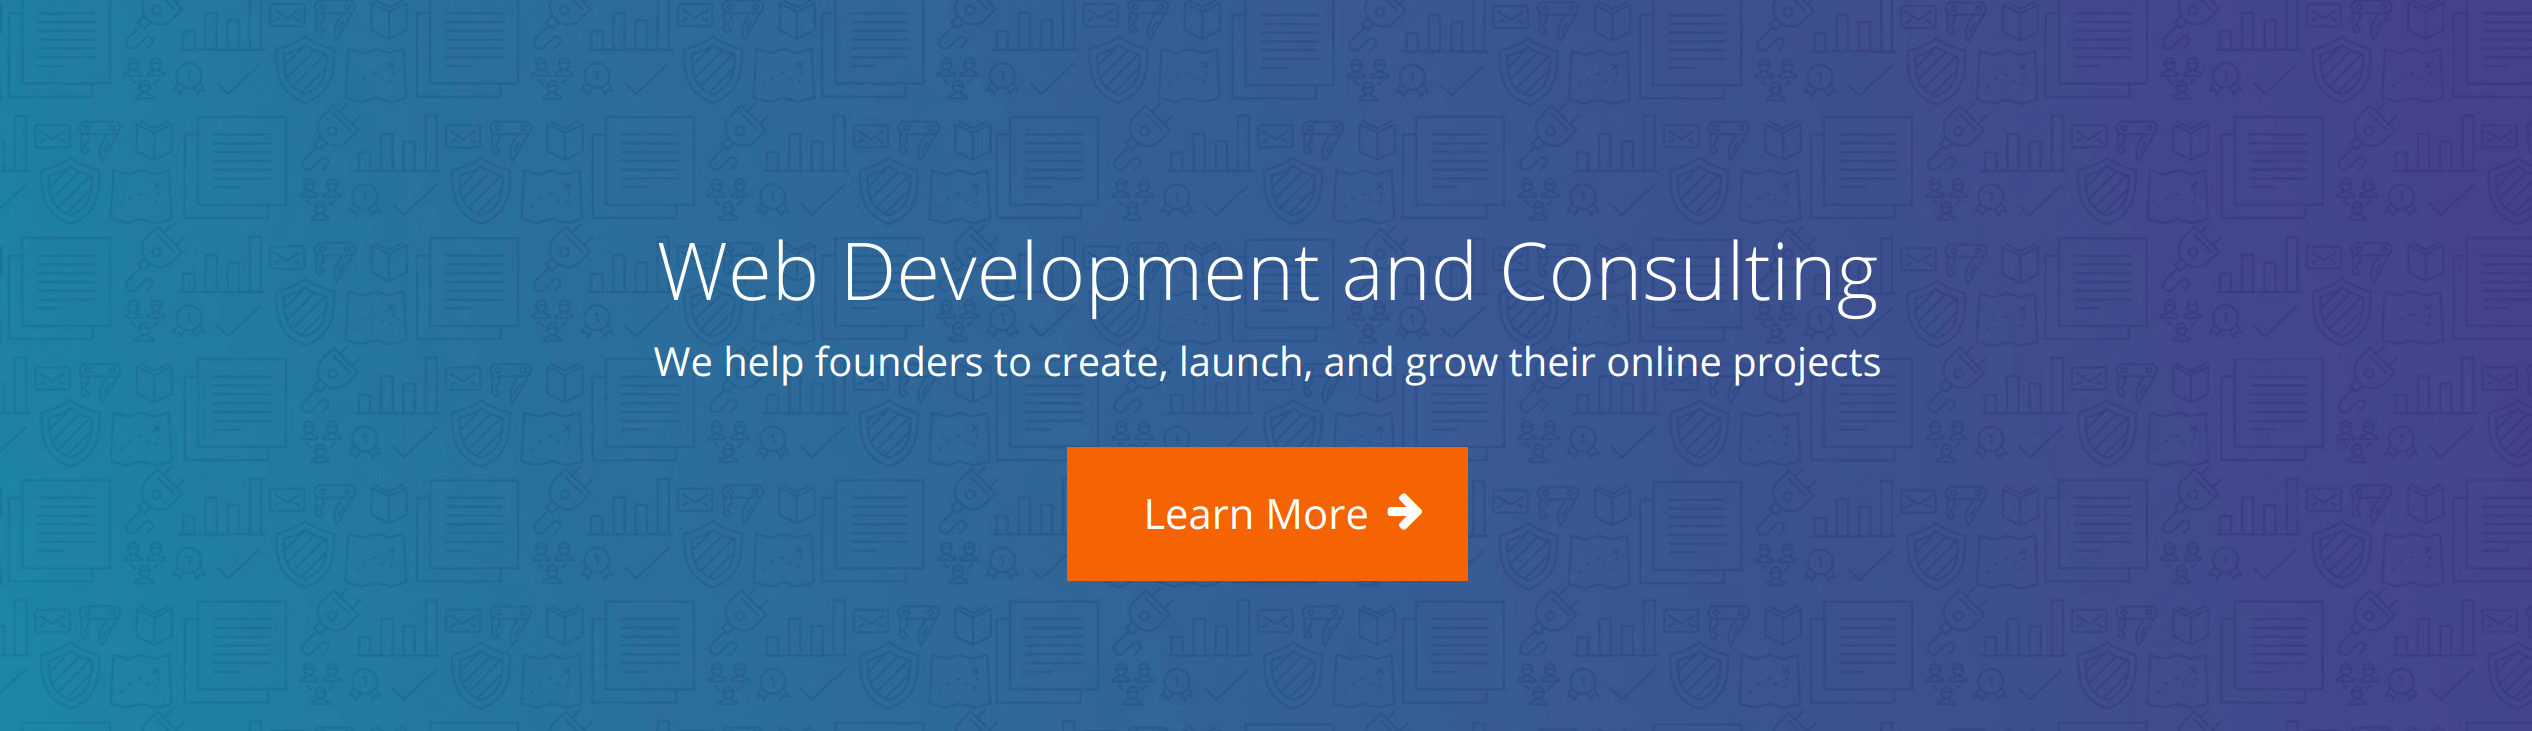 Web Development and Consulting
We help founders to create, launch, and grow their online projects
Learn More